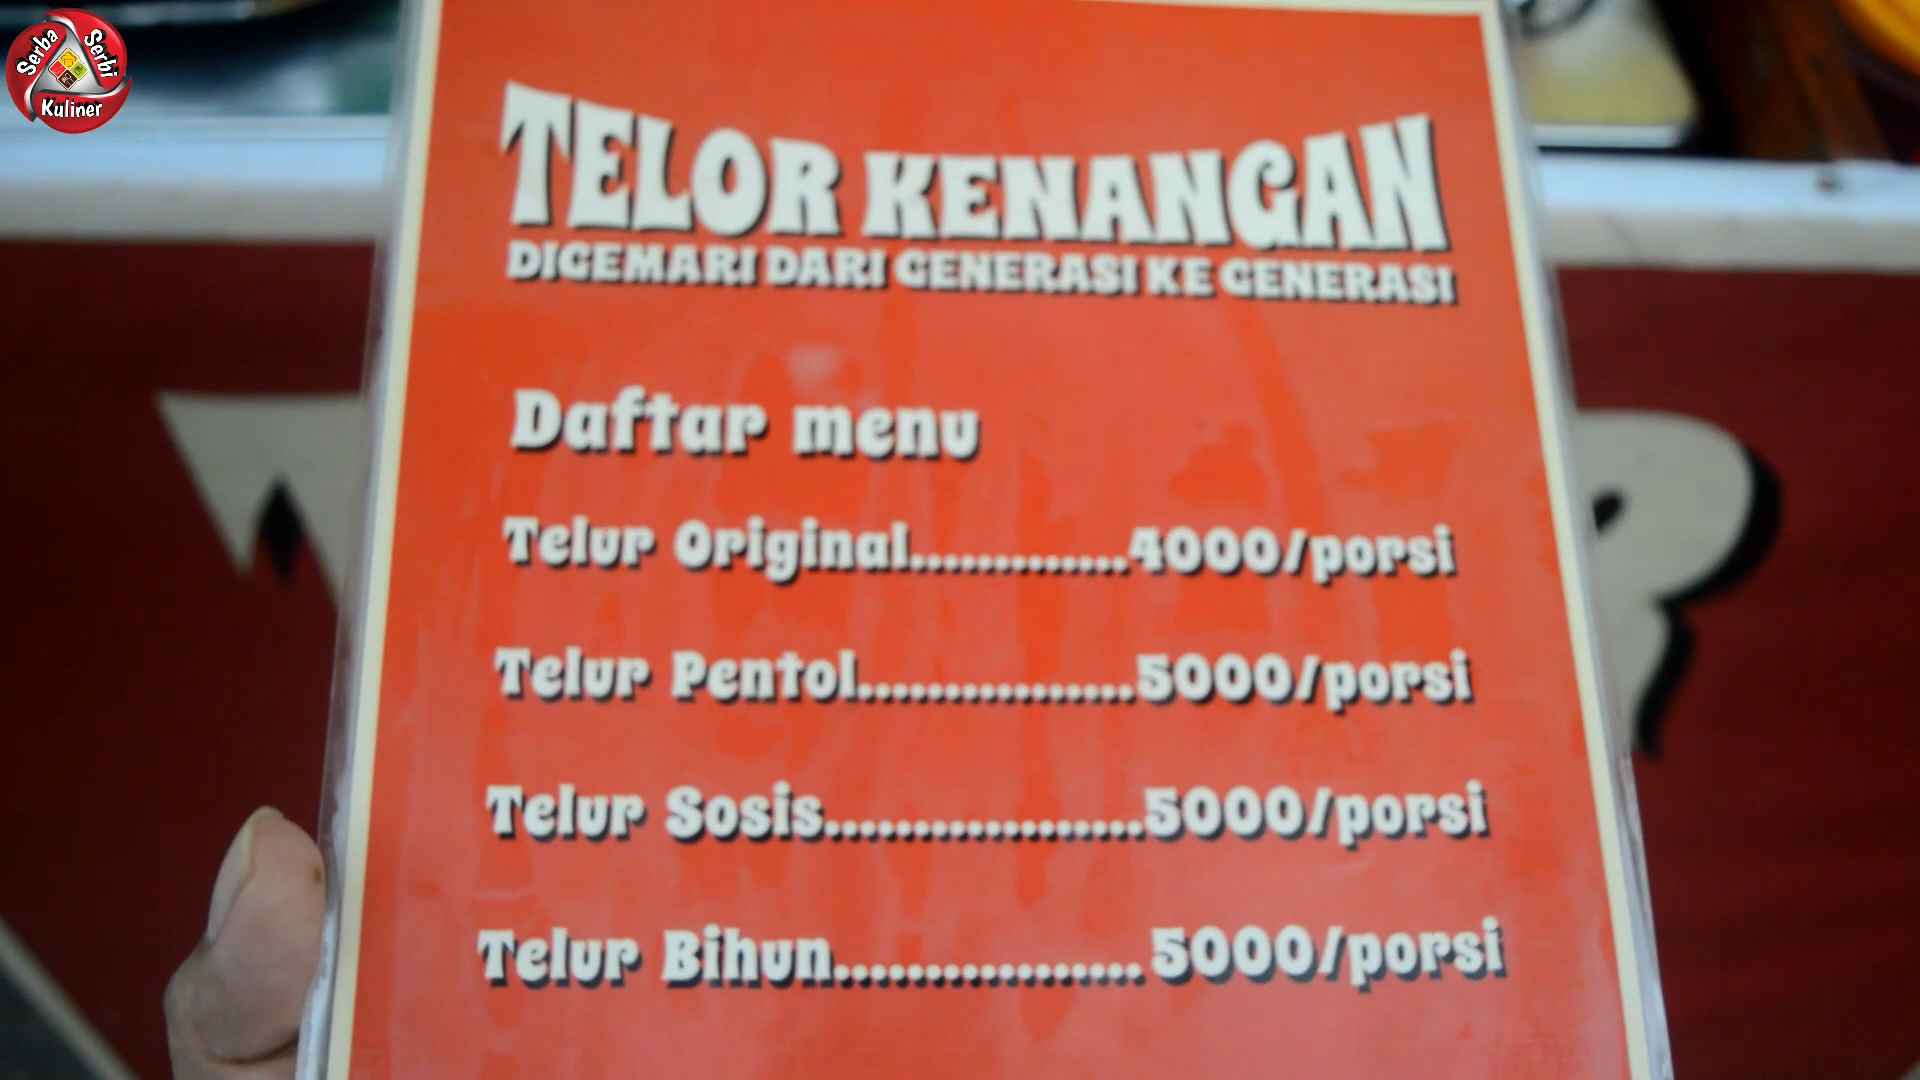 Serba
Serbi
Kuliner
TELOR KENANGAN
DIGEMARI DARI GENERASI KE GENERASI
Daftar menu
Telur Original.............4000/porsi
Telur Pentol................5000/porsi
Telur Sosis..................5000/porsi
Telur Bihun.................5000/porsi